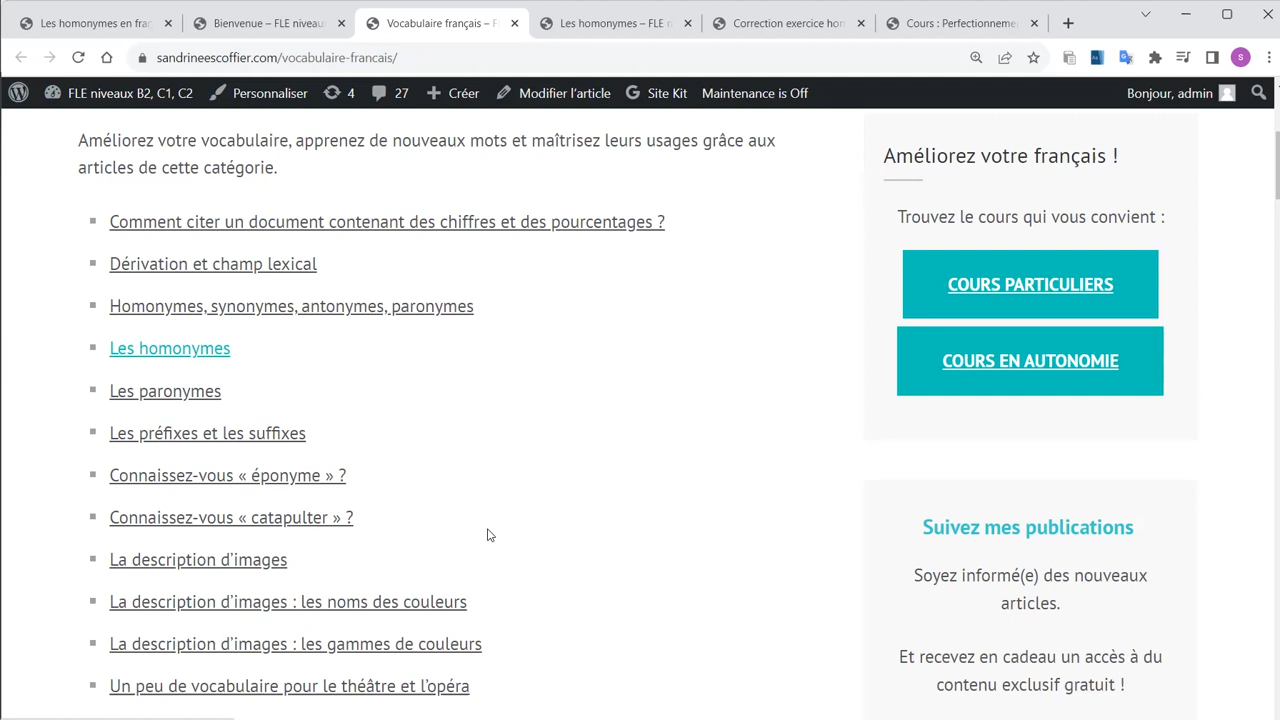 Les homonymes en fran
Bienvenue – FLE niveau
Vocabulaire français – F
Les homonymes – FLE n
Correction exercice hom
Cours : Perfectionneme
sandrineescoffier.com/vocabulaire-francais/
S
FLE niveaux B2, C1, C2
Personnaliser
4
27
Créer
Modifier l'article
Site Kit
Maintenance is Off
Bonjour, admin
Améliorez votre vocabulaire, apprenez de nouveaux mots et maîtrisez leurs usages grâce aux
articles de cette catégorie.
Comment citer un document contenant des chiffres et des pourcentages ?
Dérivation et champ lexical
Homonymes, synonymes, antonymes, paronymes
Les homonymes
Les paronymes
Les préfixes et les suffixes
Connaissez-vous « éponyme » ?
Connaissez-vous « catapulter » ?
La description d'images
La description d'images : les noms des couleurs
La description d'images : les gammes de couleurs
Un peu de vocabulaire pour le théâtre et l'opéra
Améliorez votre français !
Trouvez le cours qui vous convient :
COURS PARTICULIERS
COURS EN AUTONOMIE
Suivez mes publications
Soyez informé(e) des nouveaux
articles.
Et recevez en cadeau un accès à du
contenu exclusif gratuit !